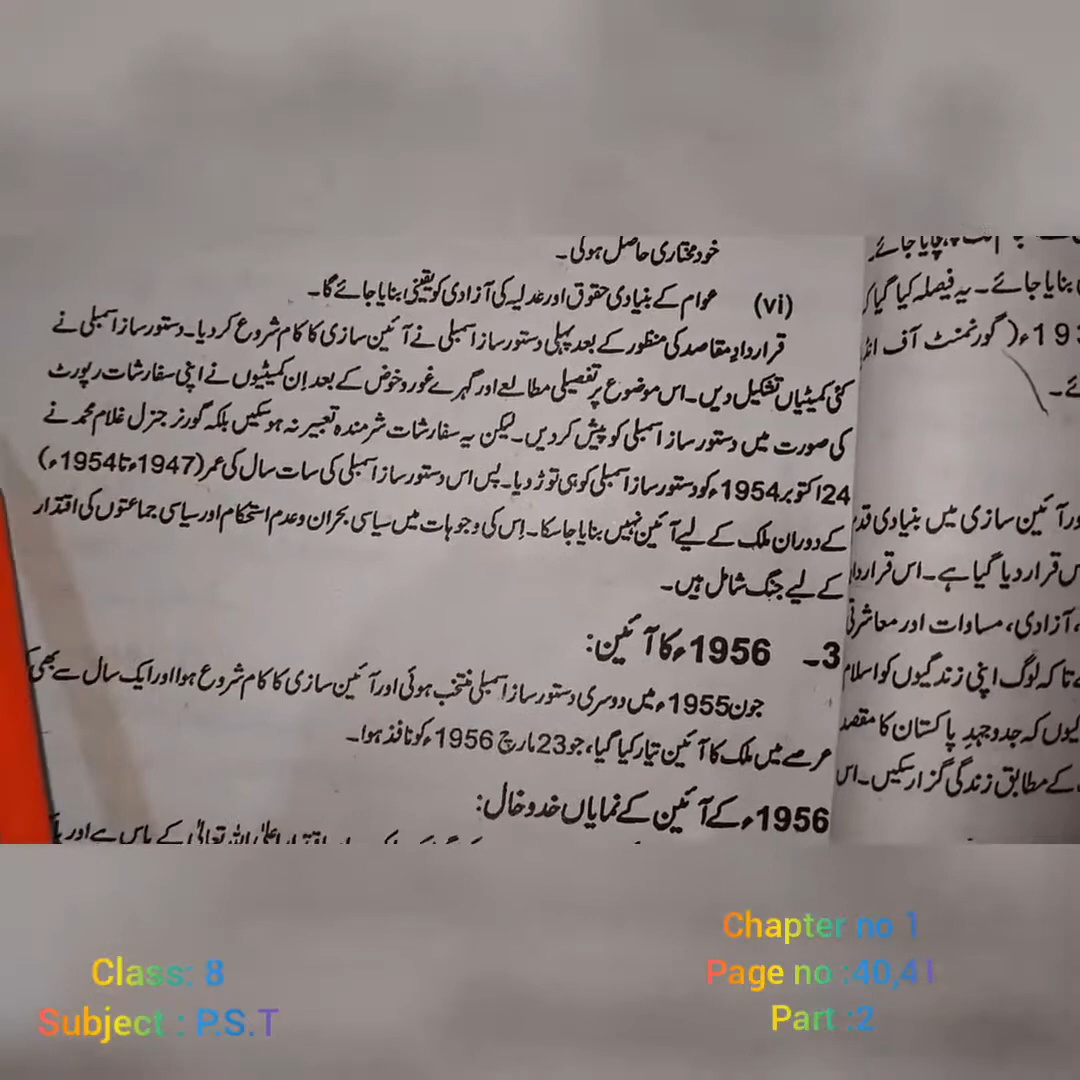 خود مختاری حاصل ہوگی۔
(vi) عوام کے بنیادی حقوق اور عدلیہ کی آزادی کو یقینی بنایا جائے گا۔
قراردادِ مقاصد کی منظور کے بعد پہلی دستور ساز اسمبلی نے آئین سازی کا کام شروع کر دیا۔ دستور ساز اسمبلی نے
کئی کمیٹیاں تشکیل دیں۔ اس موضوع پر تفصیلی مطالعے اور گہرے غور و خوض کے بعد اِن کمیٹیوں نے اپنی سفارشات رپورٹ
کی صورت میں دستور ساز اسمبلی کو پیش کر دیں۔ لیکن یہ سفارشات شرمندہ تعبیر نہ ہو سکیں بلکہ گورنر جنرل غلام محمد نے
24 اکتوبر 1954ء کو دستور ساز اسمبلی کو ہی توڑ دیا۔ پس اس دستور ساز اسمبلی کی سات سال کی عمر (1947ء تا 1954ء)
کے دوران ملک کے لیے آئین نہیں بنایا جا سکا۔ اِس کی وجوہات میں سیاسی بحران و عدم استحکام اور سیاسی جماعتوں کی اقتدار
کے لیے جنگ شامل ہیں۔
3۔ 1956ء کا آئین:
جون 1955ء میں دوسری دستور ساز اسمبلی منتخب ہوئی اور آئین سازی کا کام شروع ہوا اور ایک سال سے بھی
عرصے میں ملک کا آئین تیار کیا گیا، جو 23 مارچ 1956ء کو نافذ ہوا۔
1956ء کے آئین کے نمایاں خدوخال:
اللہ تعالیٰ کے پاس ہے اور
بنایا جائے۔ یہ فیصلہ کیا گیا
(گورنمنٹ آف
آئین سازی میں بنیادی
قرار دیا گیا ہے۔ اس
، آزادی، مساوات اور
تاکہ لوگ اپنی زندگیوں کو اسلام
کیوں کہ جدوجہدِ پاکستان کا مقصد
کے مطابق زندگی گزار سکیں۔ اس
Class: 8
Subject : P.S.T
Chapter no 1
Page no :40,41
Part :2